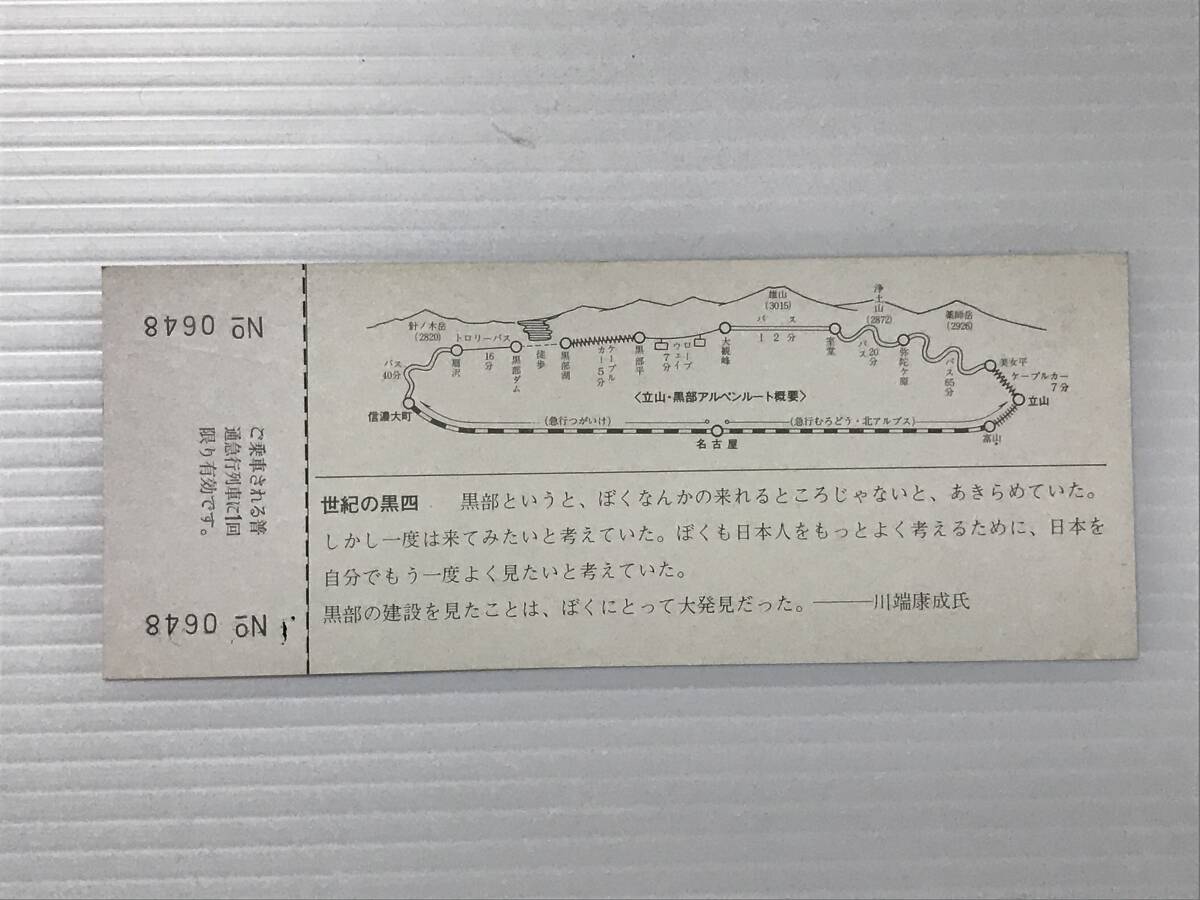 № 0648
ご乗車される普
通急行列車に1回
限り有効です。
№ 0648
針ノ木岳
(2820)
雄山
(3015)
浄土山
(2872)
薬師岳
(2926)
バス
40分
扇沢
トロリーバス
16分
黒部ダム
徒歩
黒部湖
ケーブル
カー5分
黒部平
ロープ
ウェイ
7分
大観峰
バス
12分
室堂
バス
20分
弥陀ヶ原
バス65分
美女平
ケーブルカー
7分
立山
信濃大町
〈立山・黒部アルペンルート概要〉
(急行つがいけ)
名古屋
(急行むろどう・北アルプス)
富山
世紀の黒四　黒部というと、ぼくなんかの来れるところじゃないと、あきらめていた。
しかし一度は来てみたいと考えていた。ぼくも日本人をもっとよく考えるために、日本を
自分でもう一度よく見たいと考えていた。
黒部の建設を見たことは、ぼくにとって大発見だった。――川端康成氏